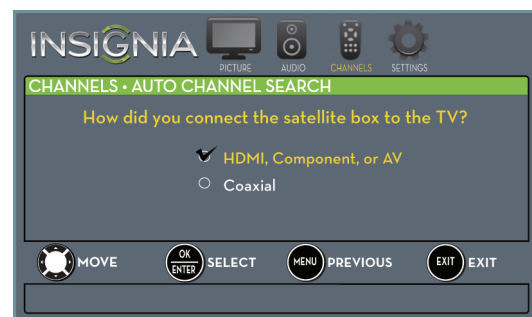 INSIGNIA
PICTURE AUDIO CHANNELS SETTINGS
CHANNELS • AUTO CHANNEL SEARCH
How did you connect the satellite box to the TV?
HDMI, Component, or AV
Coaxial
MOVE OK ENTER SELECT MENU PREVIOUS EXIT EXIT